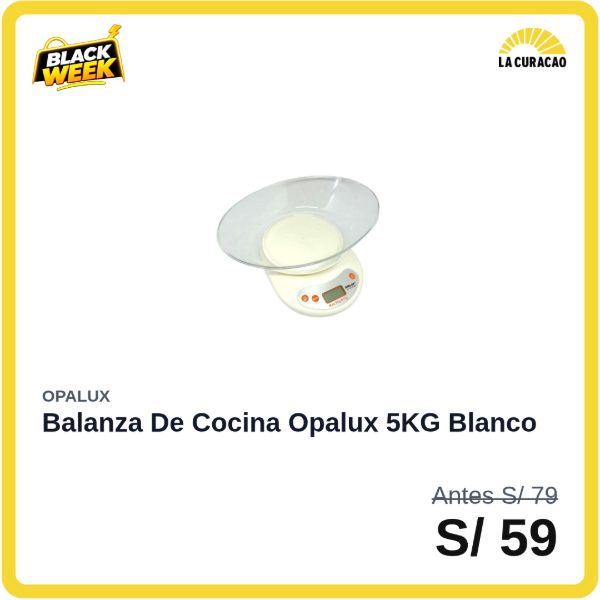 BLACK
WEEK
LA CURACAO
OPALUX
Balanza De Cocina Opalux 5KG Blanco
Antes S/ 79
S/ 59